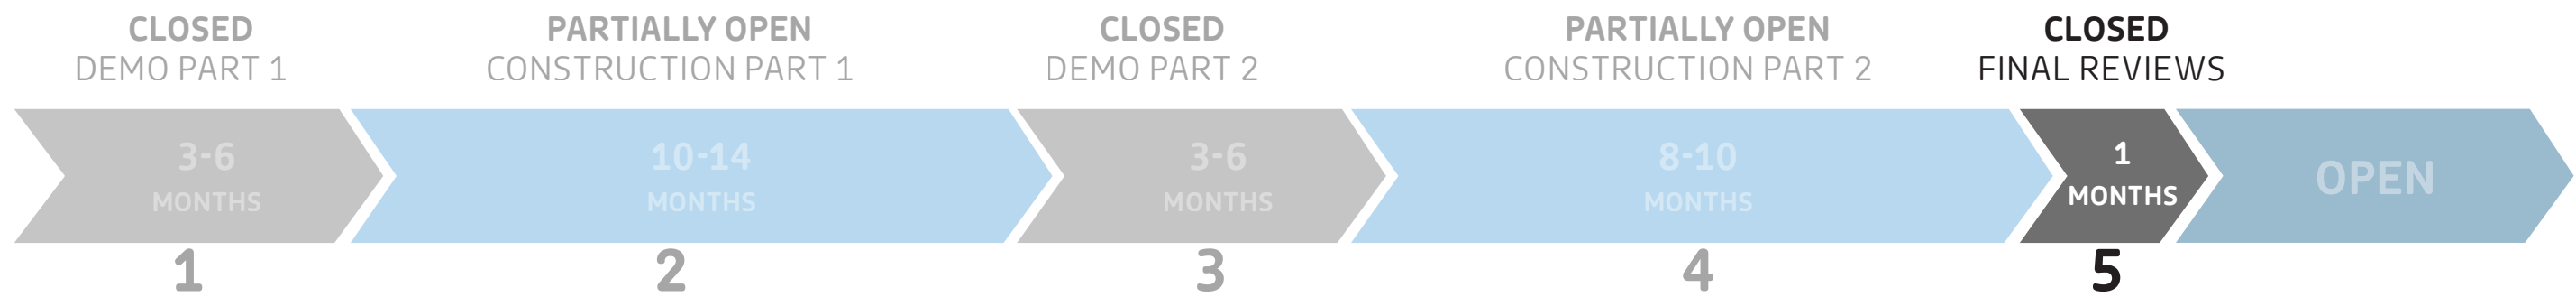 CLOSED
DEMO PART 1
PARTIALLY OPEN
CONSTRUCTION PART 1
CLOSED
DEMO PART 2
PARTIALLY OPEN
CONSTRUCTION PART 2
CLOSED
FINAL REVIEWS
3-6
MONTHS
10-14
MONTHS
3-6
MONTHS
8-10
MONTHS
1
MONTHS
OPEN
1
2
3
4
5